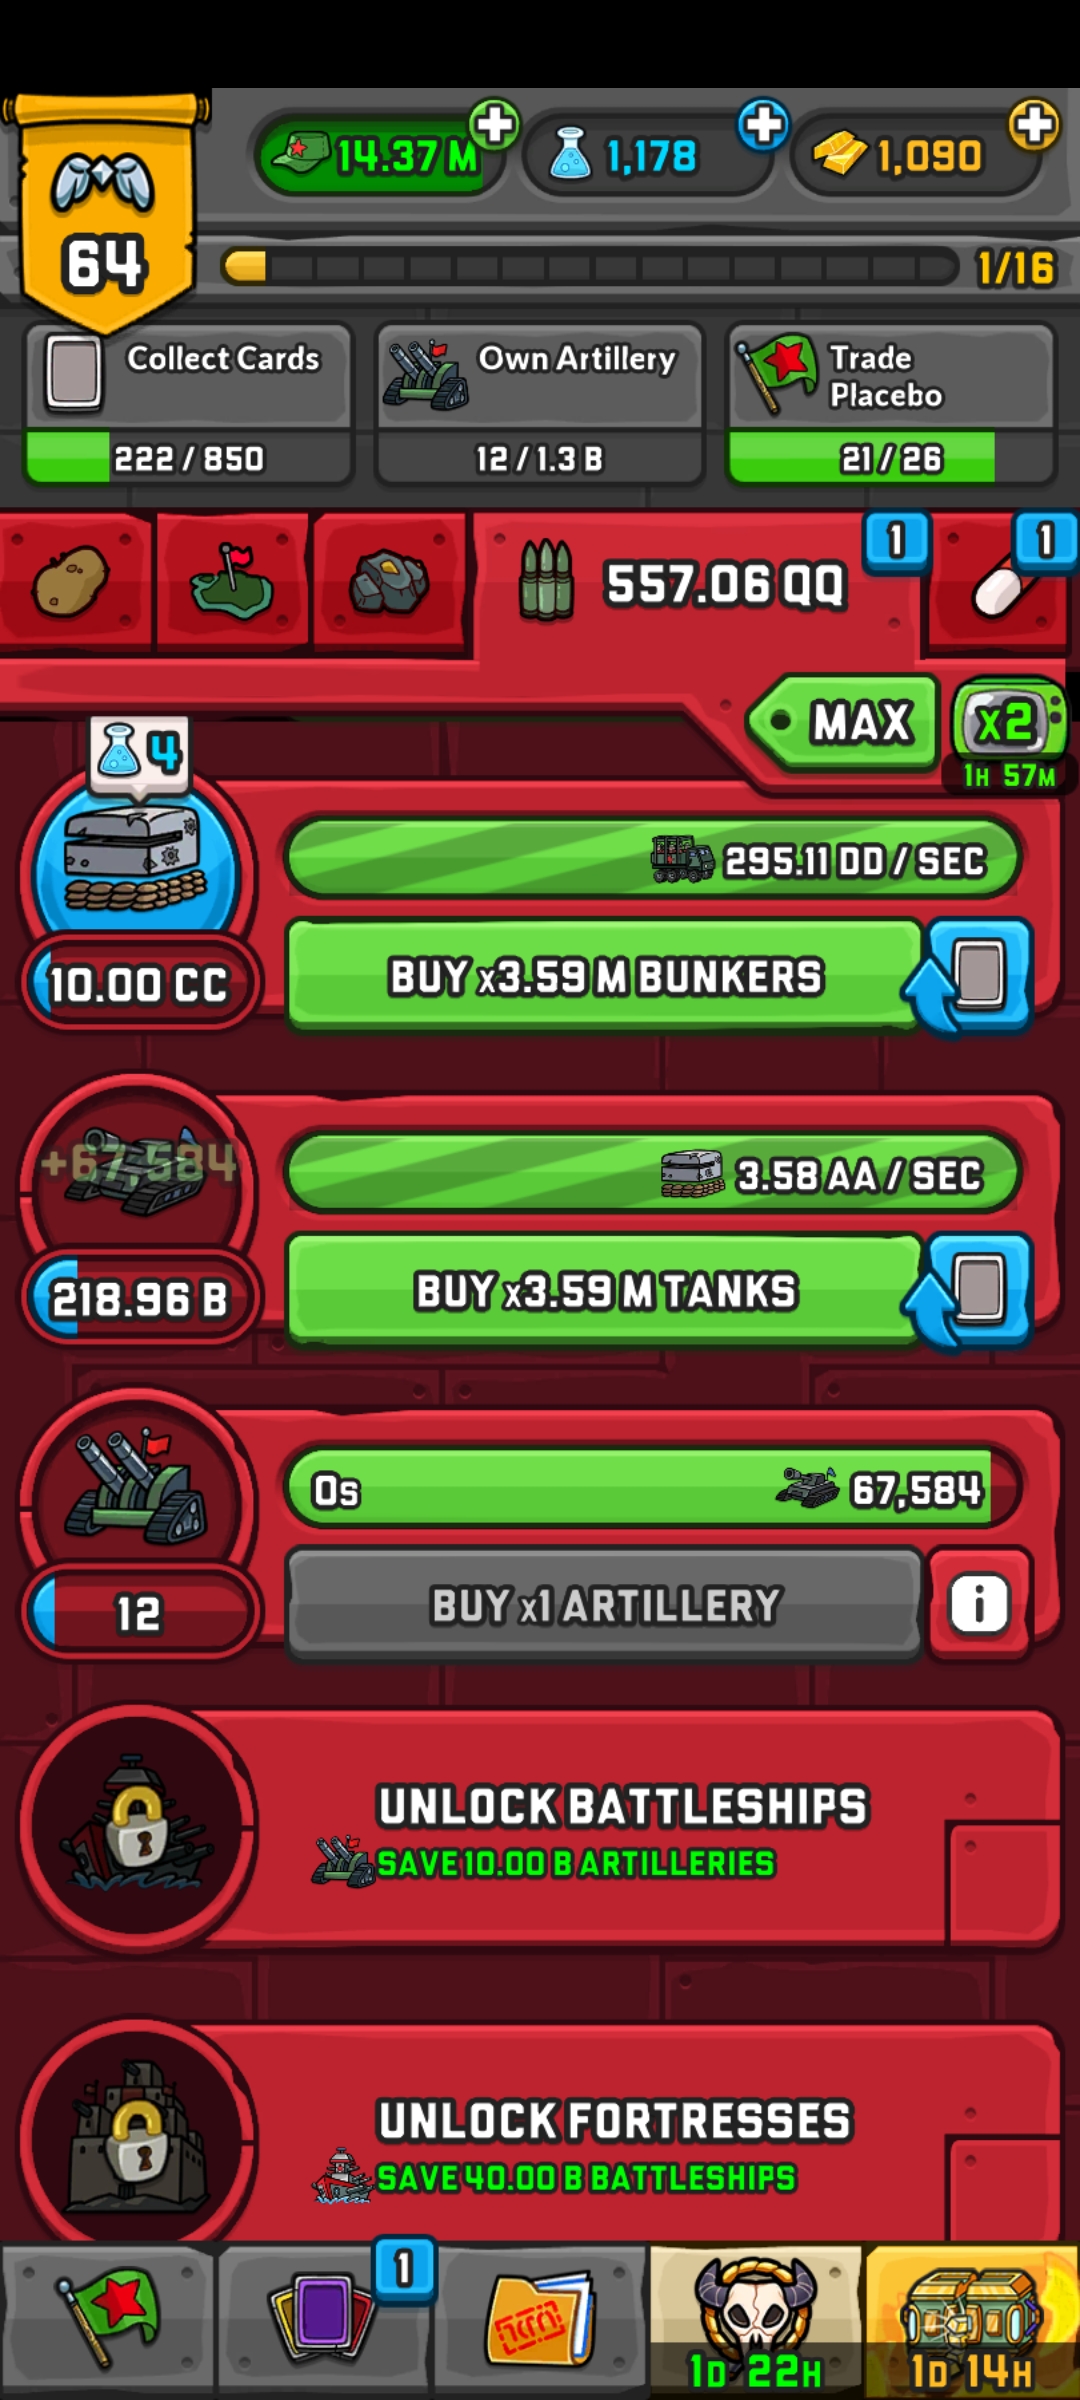 14.37 M
1,178
1,090
64
1/16
Collect Cards
222 / 850
Own Artillery
12 / 1.3 B
Trade
Placebo
21 / 26
557.06 QQ
1
1
MAX
x2
1H 57M
4
295.11 DD / SEC
10.00 CC
BUY x3.59 M BUNKERS
+67,584
3.58 AA / SEC
218.96 B
BUY x3.59 M TANKS
0s
67,584
12
BUY x1 ARTILLERY
i
UNLOCK BATTLESHIPS
SAVE 10.00 B ARTILLERIES
UNLOCK FORTRESSES
SAVE 40.00 B BATTLESHIPS
1
1D 22H
1D 14H